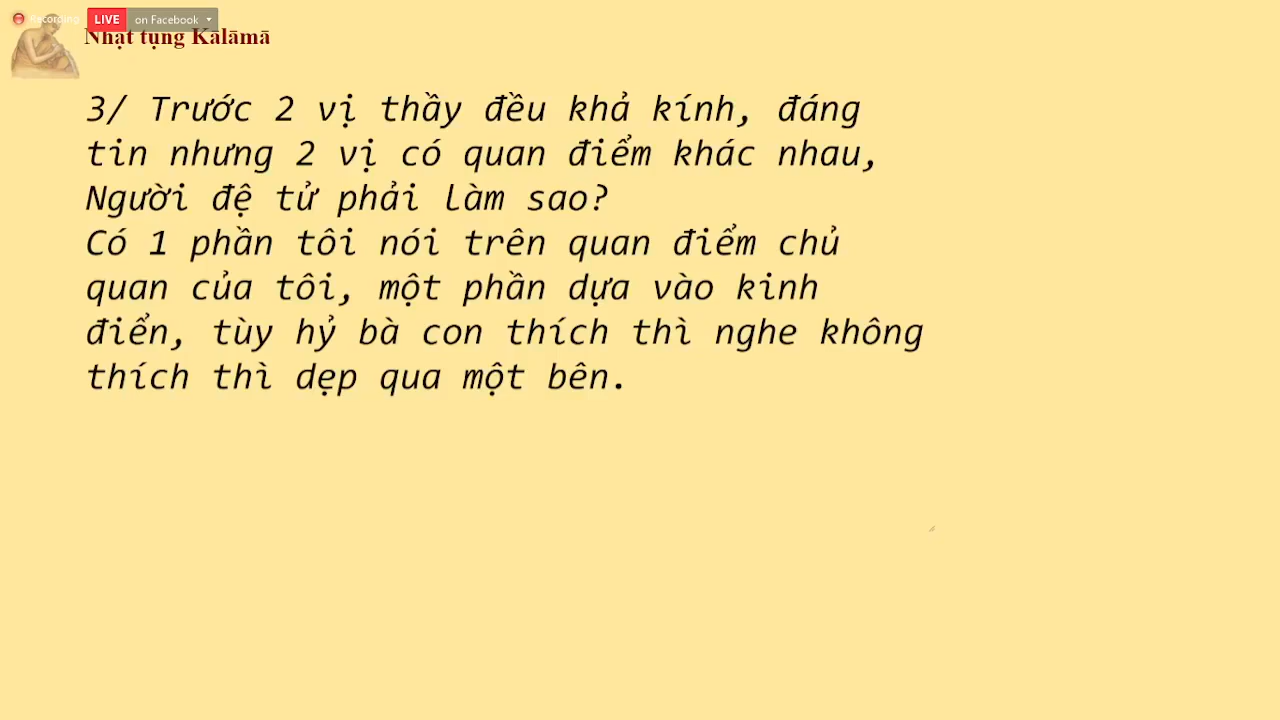 Recording LIVE on Facebook
Nhật tụng Kālāmā
3/ Trước 2 vị thầy đều khả kính, đáng
tin nhưng 2 vị có quan điểm khác nhau,
Người đệ tử phải làm sao?
Có 1 phần tôi nói trên quan điểm chủ
quan của tôi, một phần dựa vào kinh
điển, tùy hỷ bà con thích thì nghe không
thích thì dẹp qua một bên.